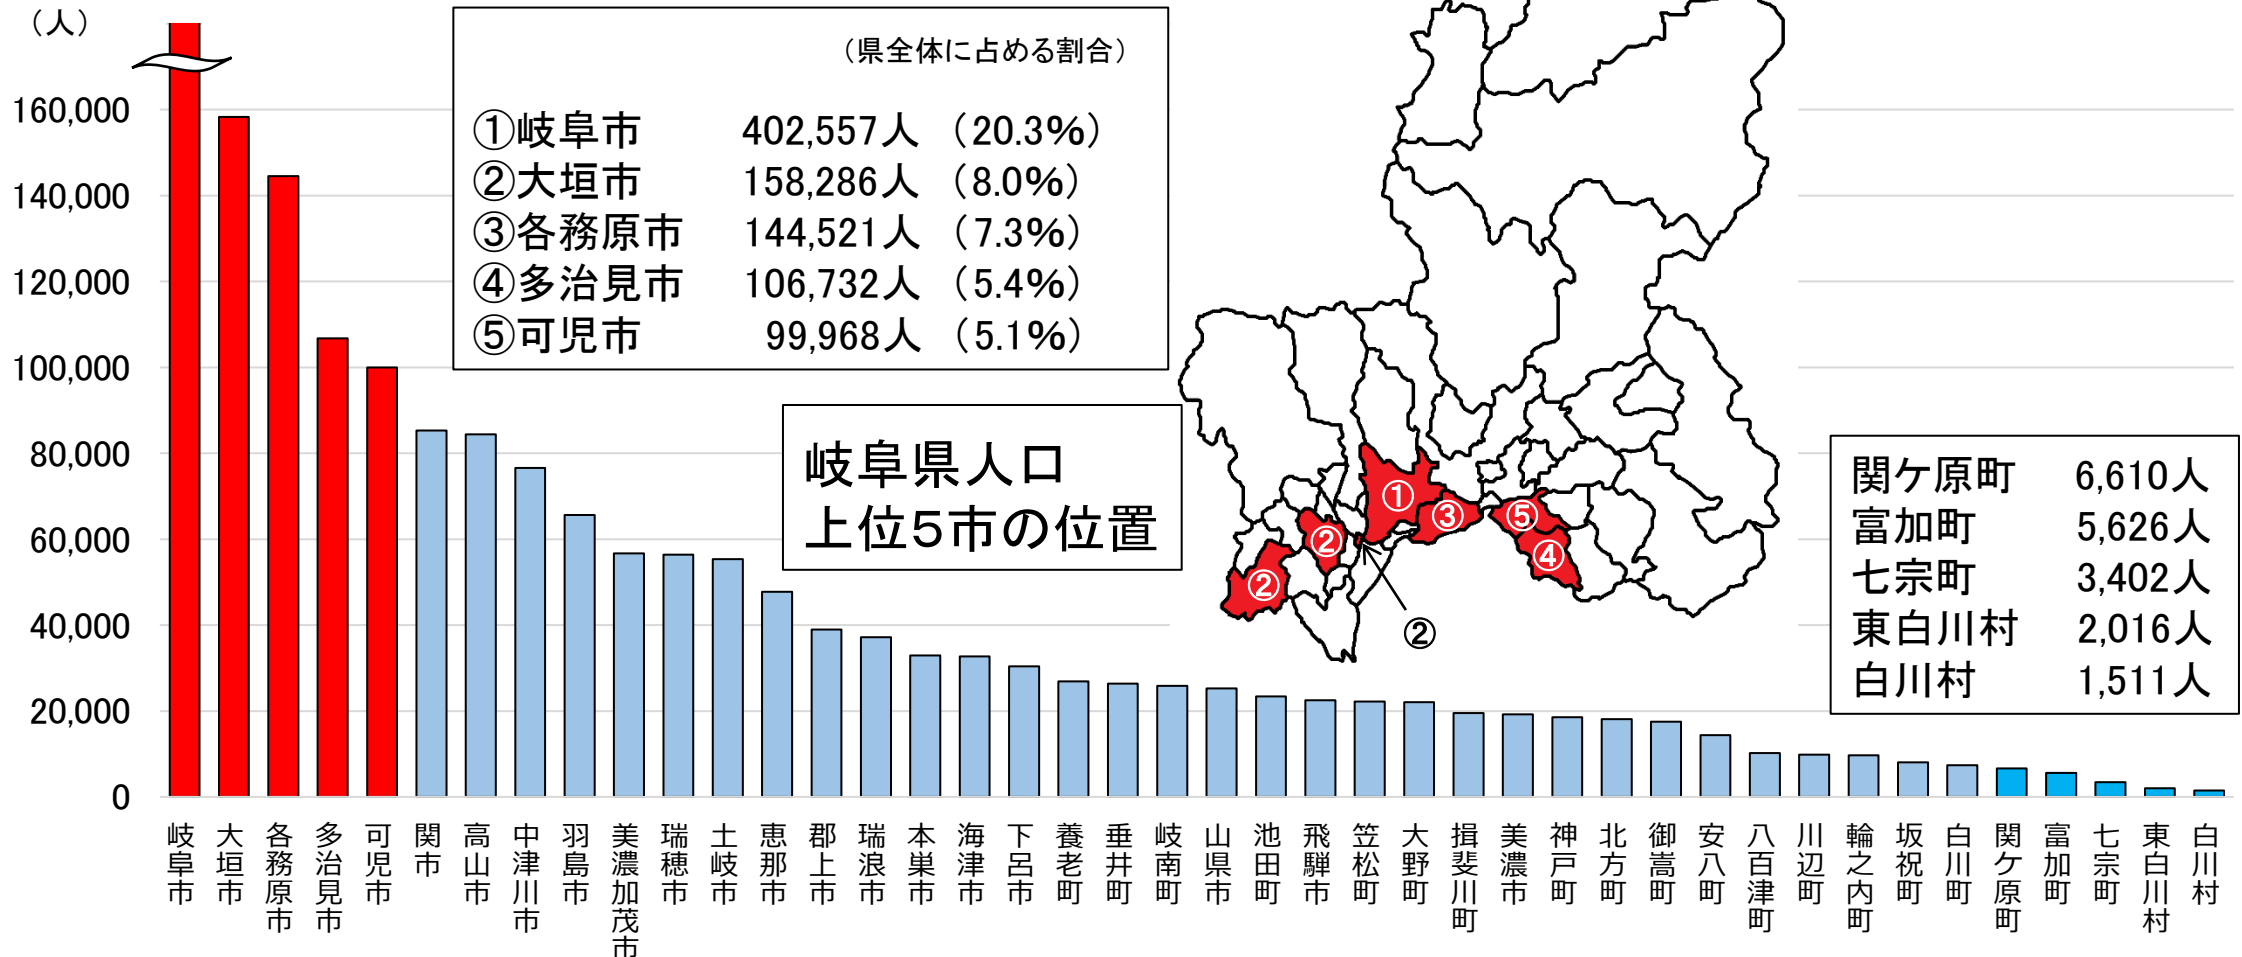 （人）
160,000
140,000
120,000
100,000
80,000
60,000
40,000
20,000
0
（県全体に占める割合）
①岐阜市 402,557人 （20.3%）
②大垣市 158,286人 （8.0%）
③各務原市 144,521人 （7.3%）
④多治見市 106,732人 （5.4%）
⑤可児市 99,968人 （5.1%）
岐阜県人口
上位5市の位置
①
③
⑤
②
④
②
②
関ケ原町 6,610人
富加町 5,626人
七宗町 3,402人
東白川村 2,016人
白川村 1,511人
岐阜市
大垣市
各務原市
多治見市
可児市
関市
高山市
中津川市
羽島市
美濃加茂市
瑞穂市
土岐市
恵那市
郡上市
瑞浪市
本巣市
海津市
下呂市
養老町
垂井町
岐南町
山県市
池田町
飛騨市
笠松町
大野町
揖斐川町
美濃市
神戸町
北方町
御嵩町
安八町
八百津町
川辺町
輪之内町
坂祝町
白川町
関ケ原町
富加町
七宗町
東白川村
白川村